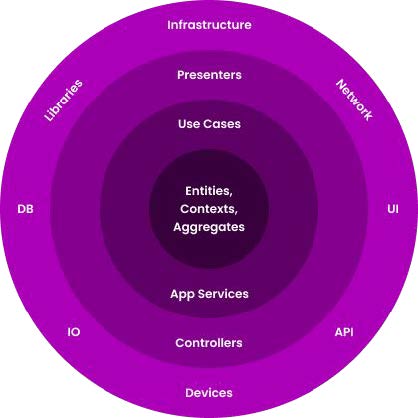 Infrastructure
Libraries
Network
Presenters
Use Cases
Entities,
Contexts,
Aggregates
DB
UI
App Services
IO
API
Controllers
Devices